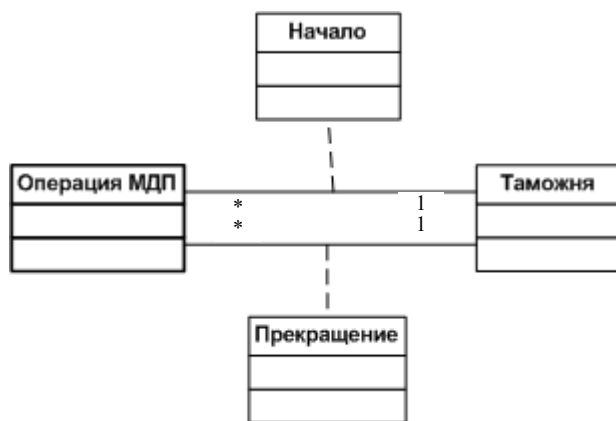 Начало
Операция МДП
Таможня
* 1
* 1
Прекращение